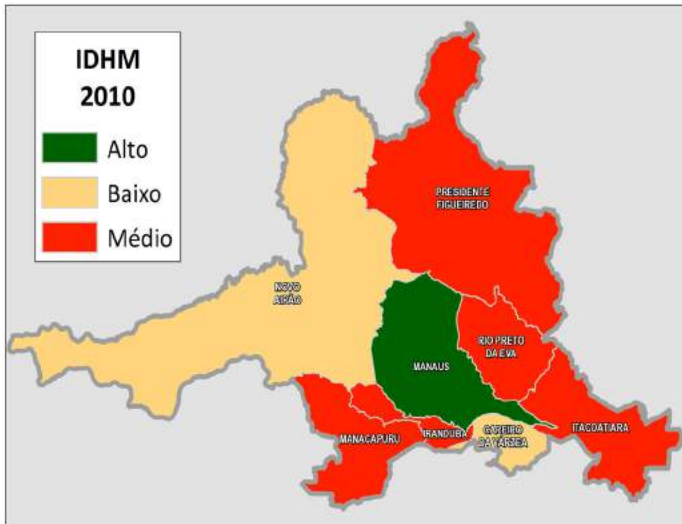 IDHM
2010
Alto
Baixo
Médio
PRESIDENTE
FIGUEIREDO
NOVO
AIRÃO
RIO PRETO
DA EVA
MANAUS
ITACOATIARA
CAREIRO
DA VÁRZEA
IRANDUBA
MANACAPURU